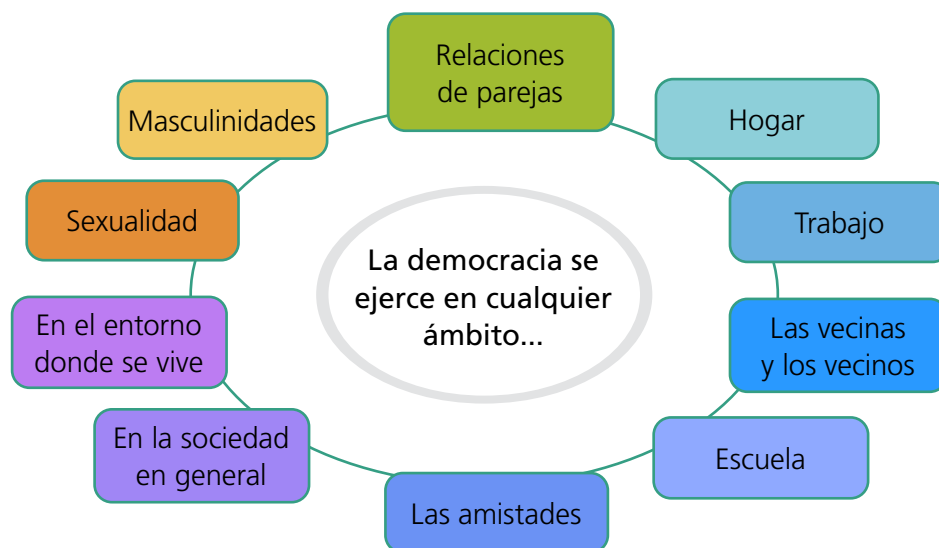 La democracia se
ejerce en cualquier
ámbito...
Relaciones
de parejas
Hogar
Trabajo
Las vecinas
y los vecinos
Escuela
Las amistades
En la sociedad
en general
En el entorno
donde se vive
Sexualidad
Masculinidades